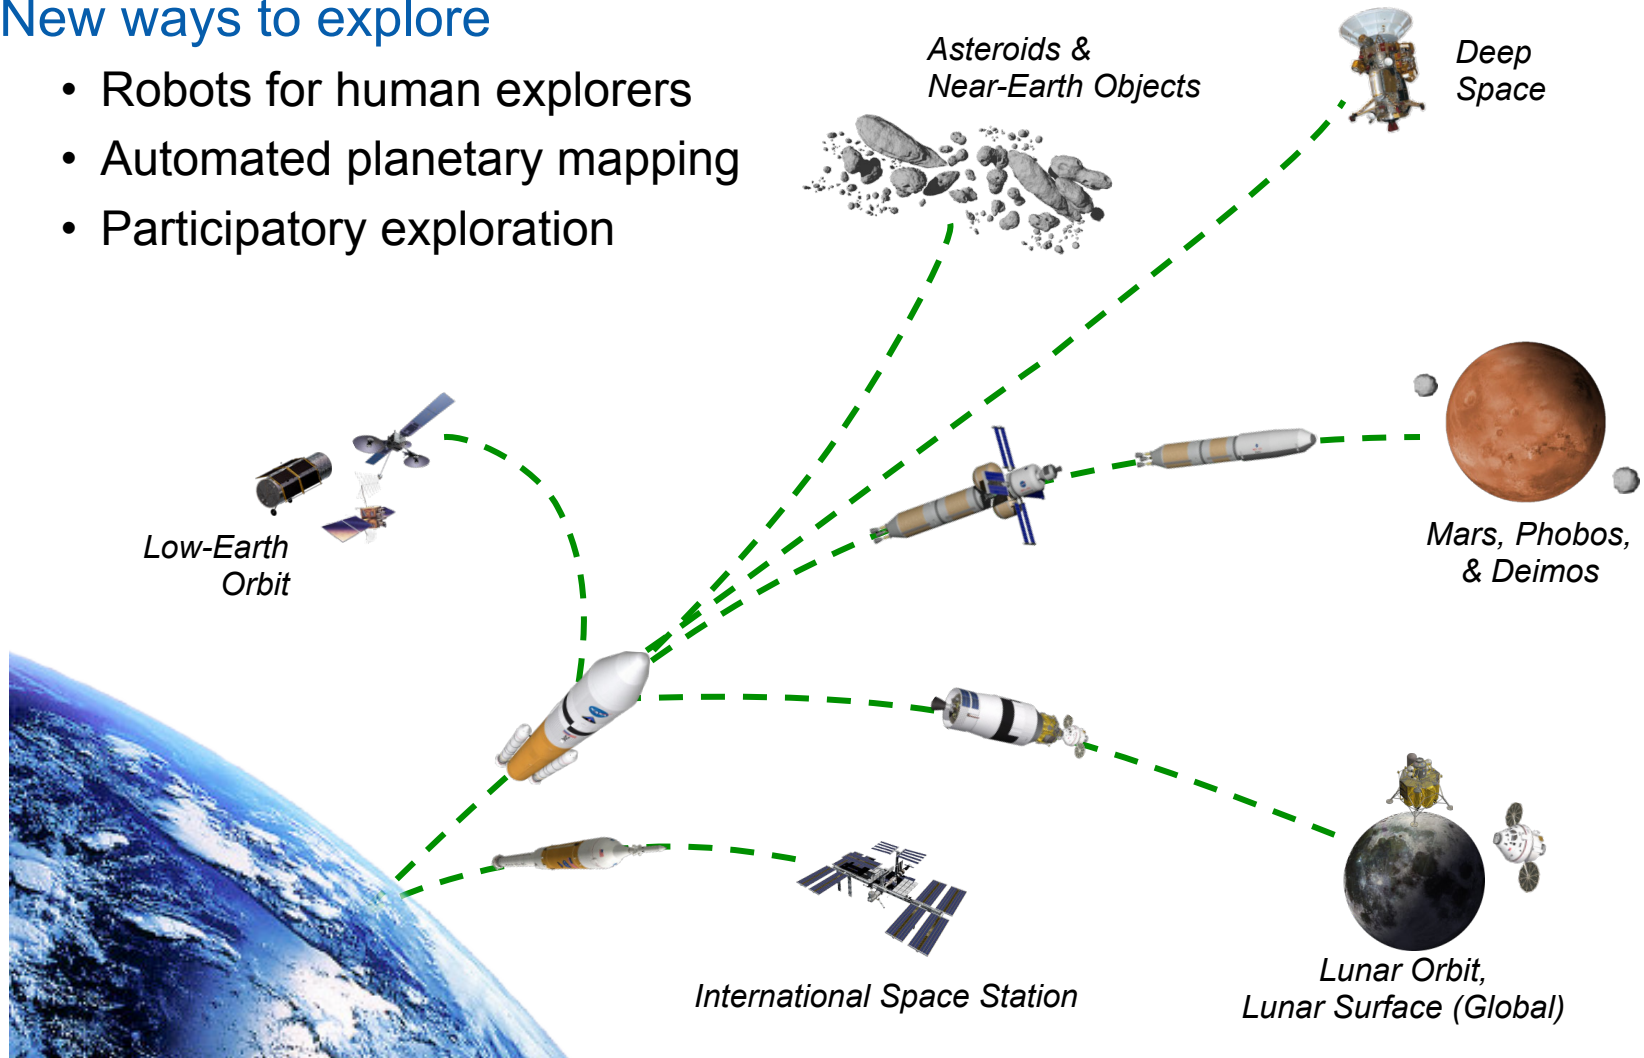 New ways to explore
• Robots for human explorers
• Automated planetary mapping
• Participatory exploration
Asteroids &
Near-Earth Objects
Deep
Space
Low-Earth
Orbit
Mars, Phobos,
& Deimos
International Space Station
Lunar Orbit,
Lunar Surface (Global)